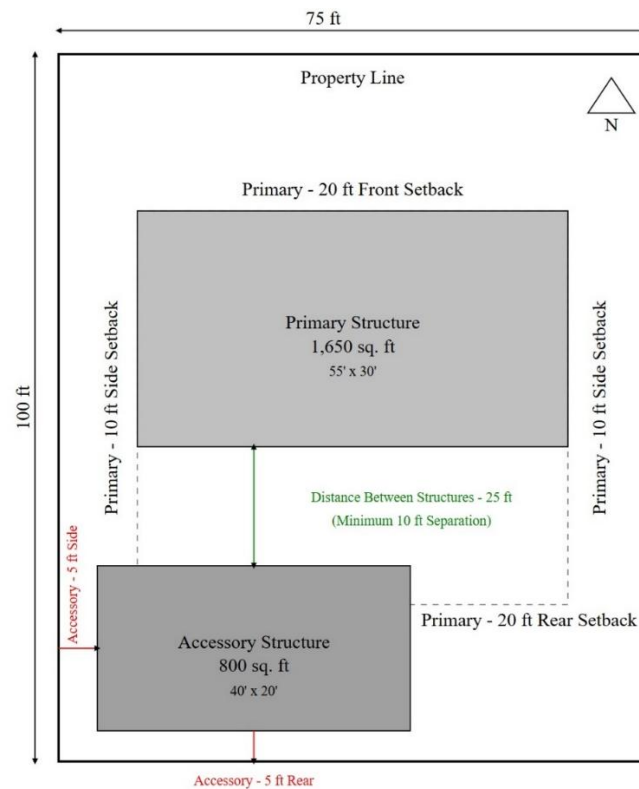 75 ft
Property Line
N
Primary - 20 ft Front Setback
Primary Structure
1,650 sq. ft
55' x 30'
100 ft
Primary - 10 ft Side Setback
Primary - 10 ft Side Setback
Distance Between Structures - 25 ft
(Minimum 10 ft Separation)
Accessory - 5 ft Side
Primary - 20 ft Rear Setback
Accessory Structure
800 sq. ft
40' x 20'
Accessory - 5 ft Rear